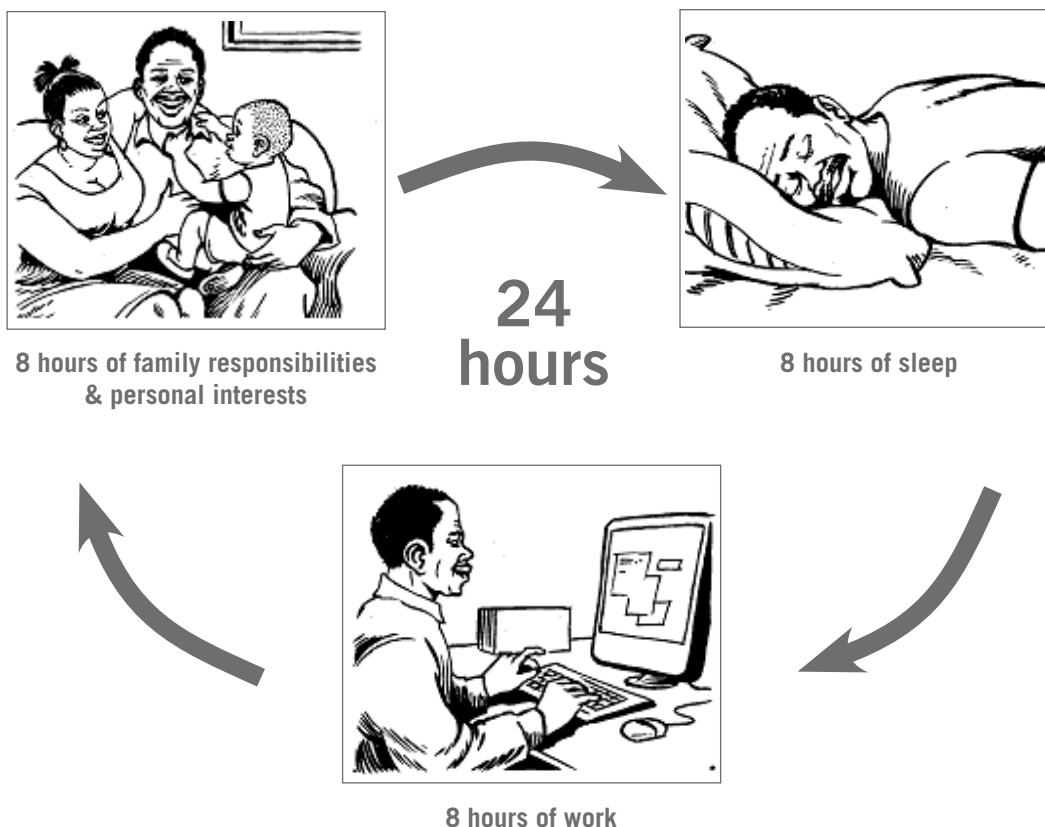 24
hours
8 hours of family responsibilities
& personal interests
8 hours of sleep
8 hours of work